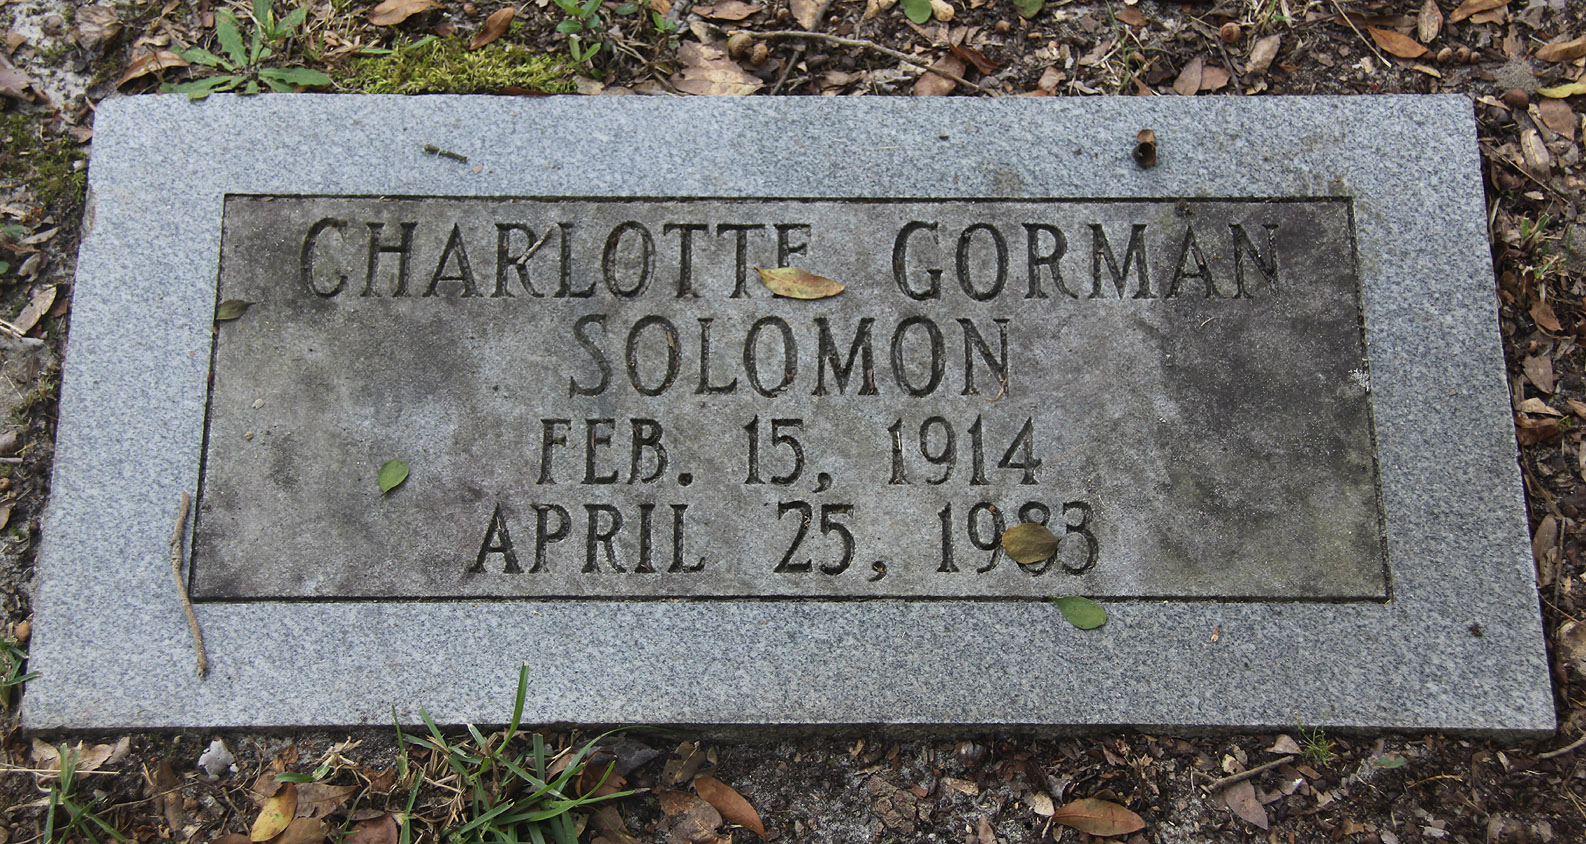 CHARLOTTE GORMAN
SOLOMON
FEB. 15, 1914
APRIL 25, 1983